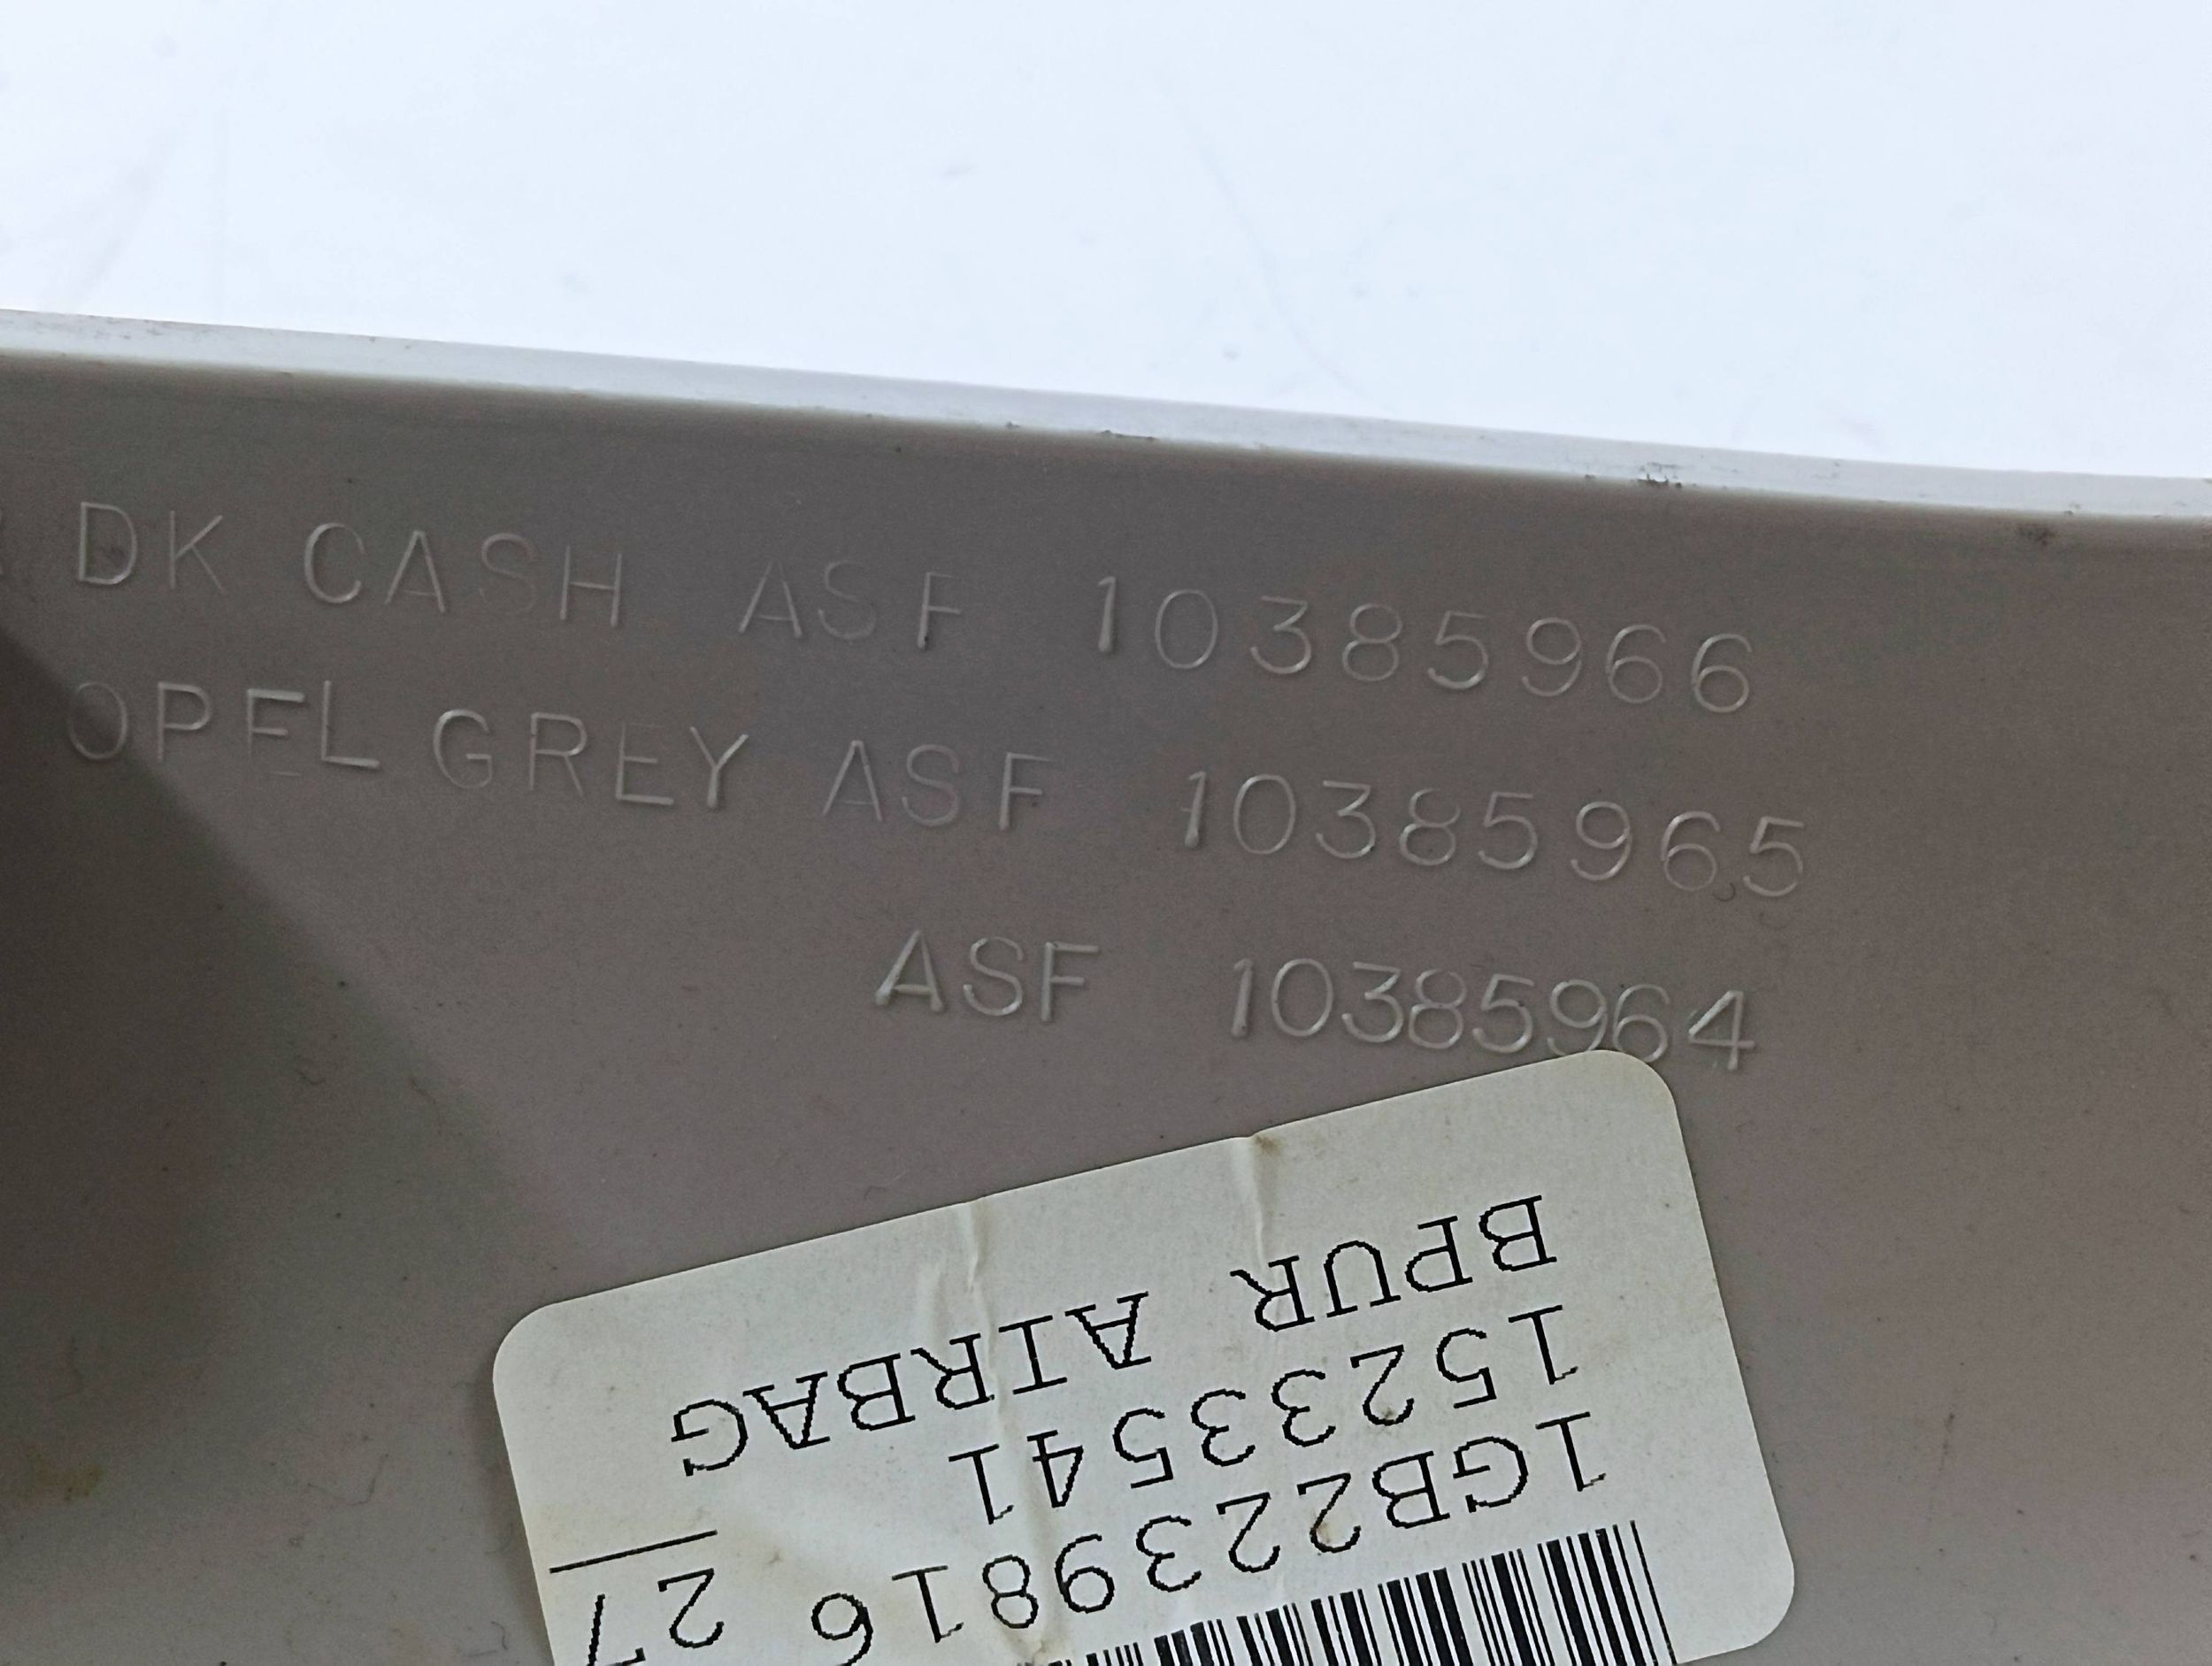 DK CASH ASF 10385966
OPEL GREY ASF 10385965
ASF 10385964
BPUR AIRBAG
15233541
1GB2239816 27